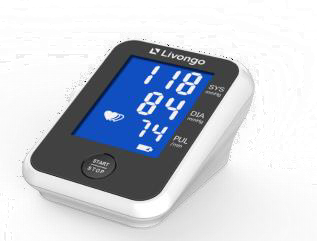 Livongo
118 SYS
mmHg
84 DIA
mmHg
74 PUL
/min
START
STOP